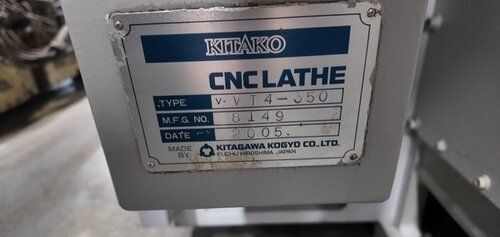 KITAKO
CNC LATHE
TYPE V-VT4-350
M.F.G. NO. 8149
DATE 2005.
MADE BY KITAGAWA KOGYO CO., LTD.
FUCHU HIROSHIMA JAPAN